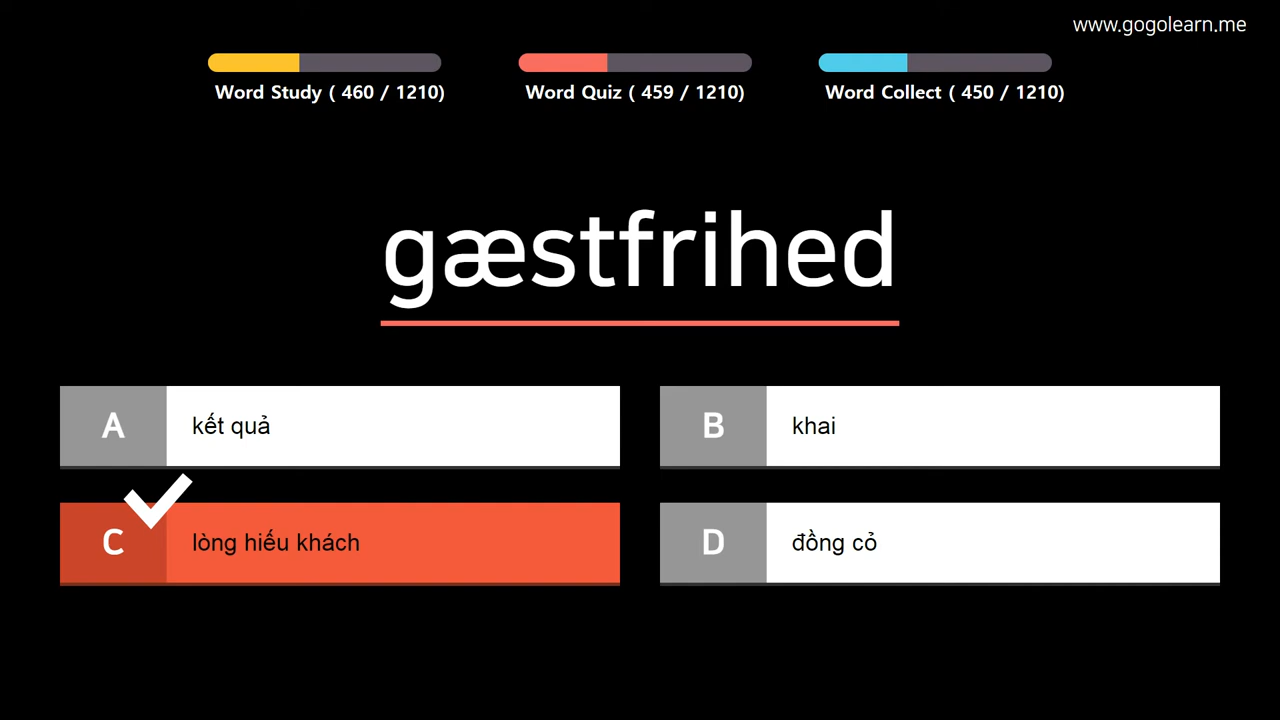 www.gogolearn.me
Word Study ( 460 / 1210)
Word Quiz ( 459 / 1210)
Word Collect ( 450 / 1210)
gæstfrihed
A
kết quả
B
khai
C
lòng hiếu khách
D
đồng cỏ